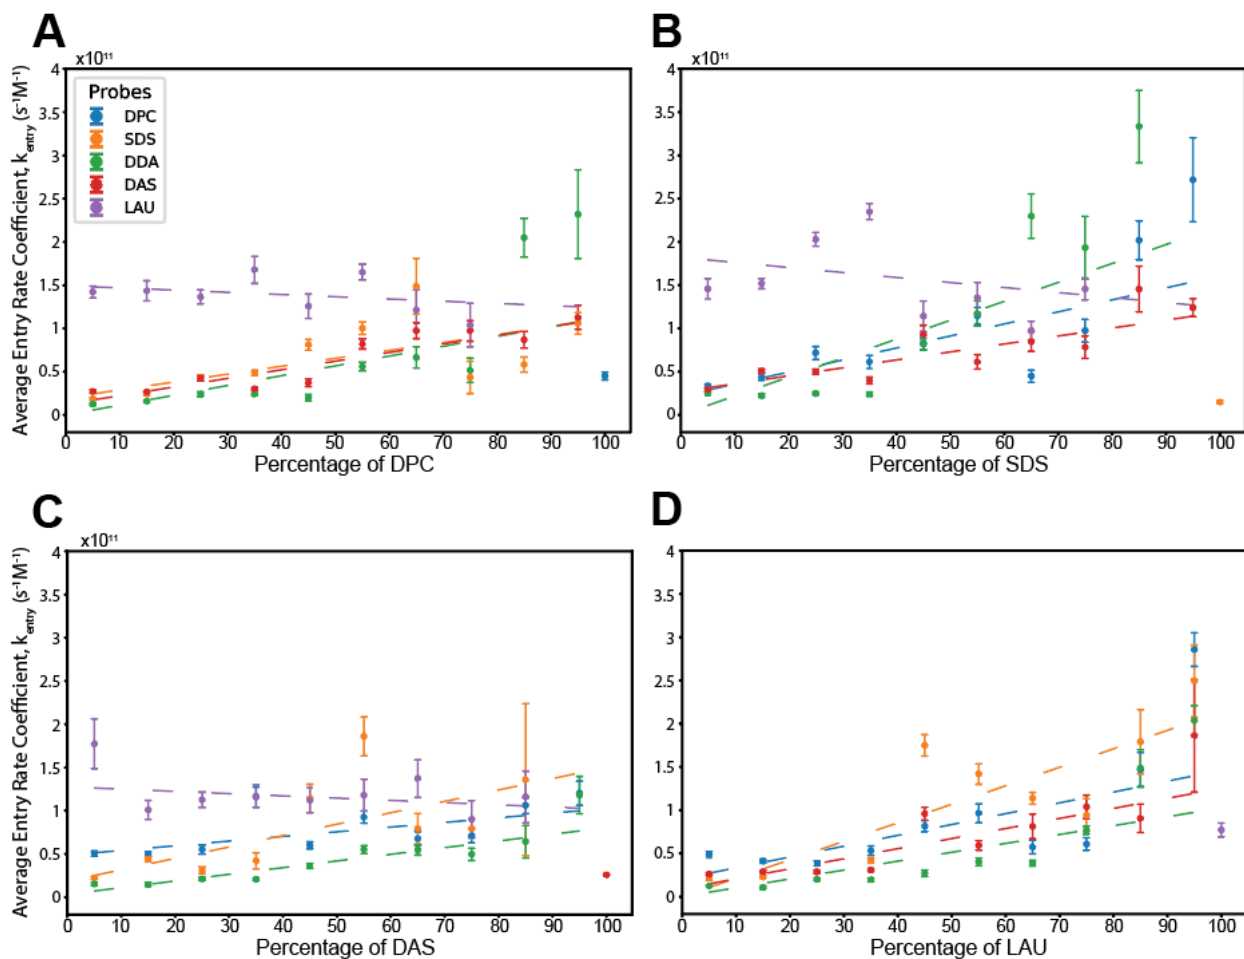 A
x10¹¹
Average Entry Rate Coefficient, kentry (s⁻¹M⁻¹)
4
3.5
3
2.5
2
1.5
1
0.5
0
Probes
DPC
SDS
DDA
DAS
LAU
0 10 20 30 40 50 60 70 80 90 100
Percentage of DPC
B
x10¹¹
4
3.5
3
2.5
2
1.5
1
0.5
0
0 10 20 30 40 50 60 70 80 90 100
Percentage of SDS
C
x10¹¹
Average Entry Rate Coefficient, kentry (s⁻¹M⁻¹)
4
3.5
3
2.5
2
1.5
1
0.5
0
0 10 20 30 40 50 60 70 80 90 100
Percentage of DAS
D
4
3.5
3
2.5
2
1.5
1
0.5
0
0 10 20 30 40 50 60 70 80 90 100
Percentage of LAU